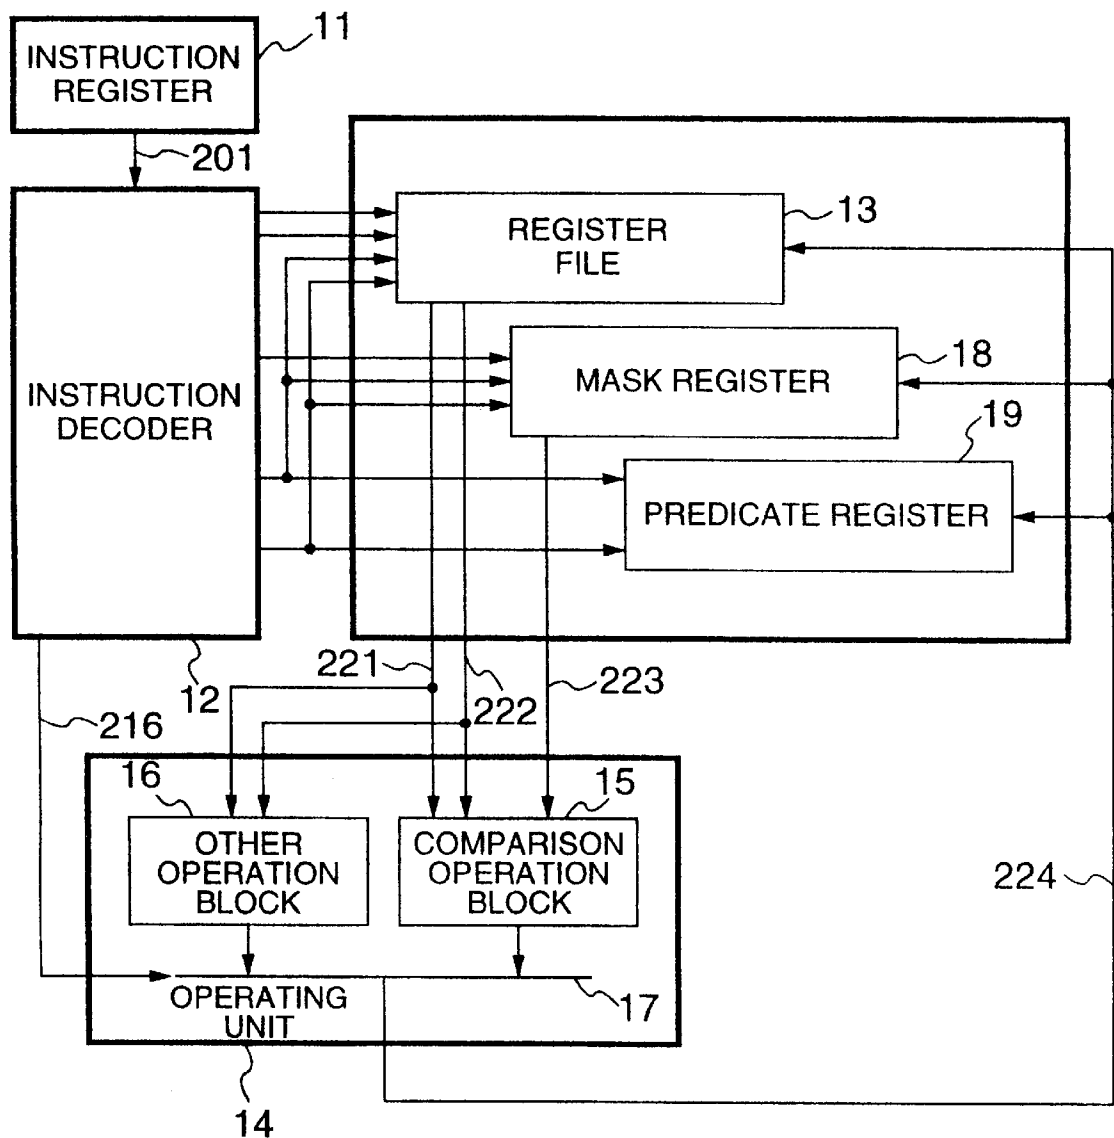 11
INSTRUCTION
REGISTER
201
13
REGISTER
FILE
18
MASK REGISTER
INSTRUCTION
DECODER
19
PREDICATE REGISTER
221
222
223
12
216
16
15
OTHER
OPERATION
BLOCK
COMPARISON
OPERATION
BLOCK
224
17
OPERATING
UNIT
14